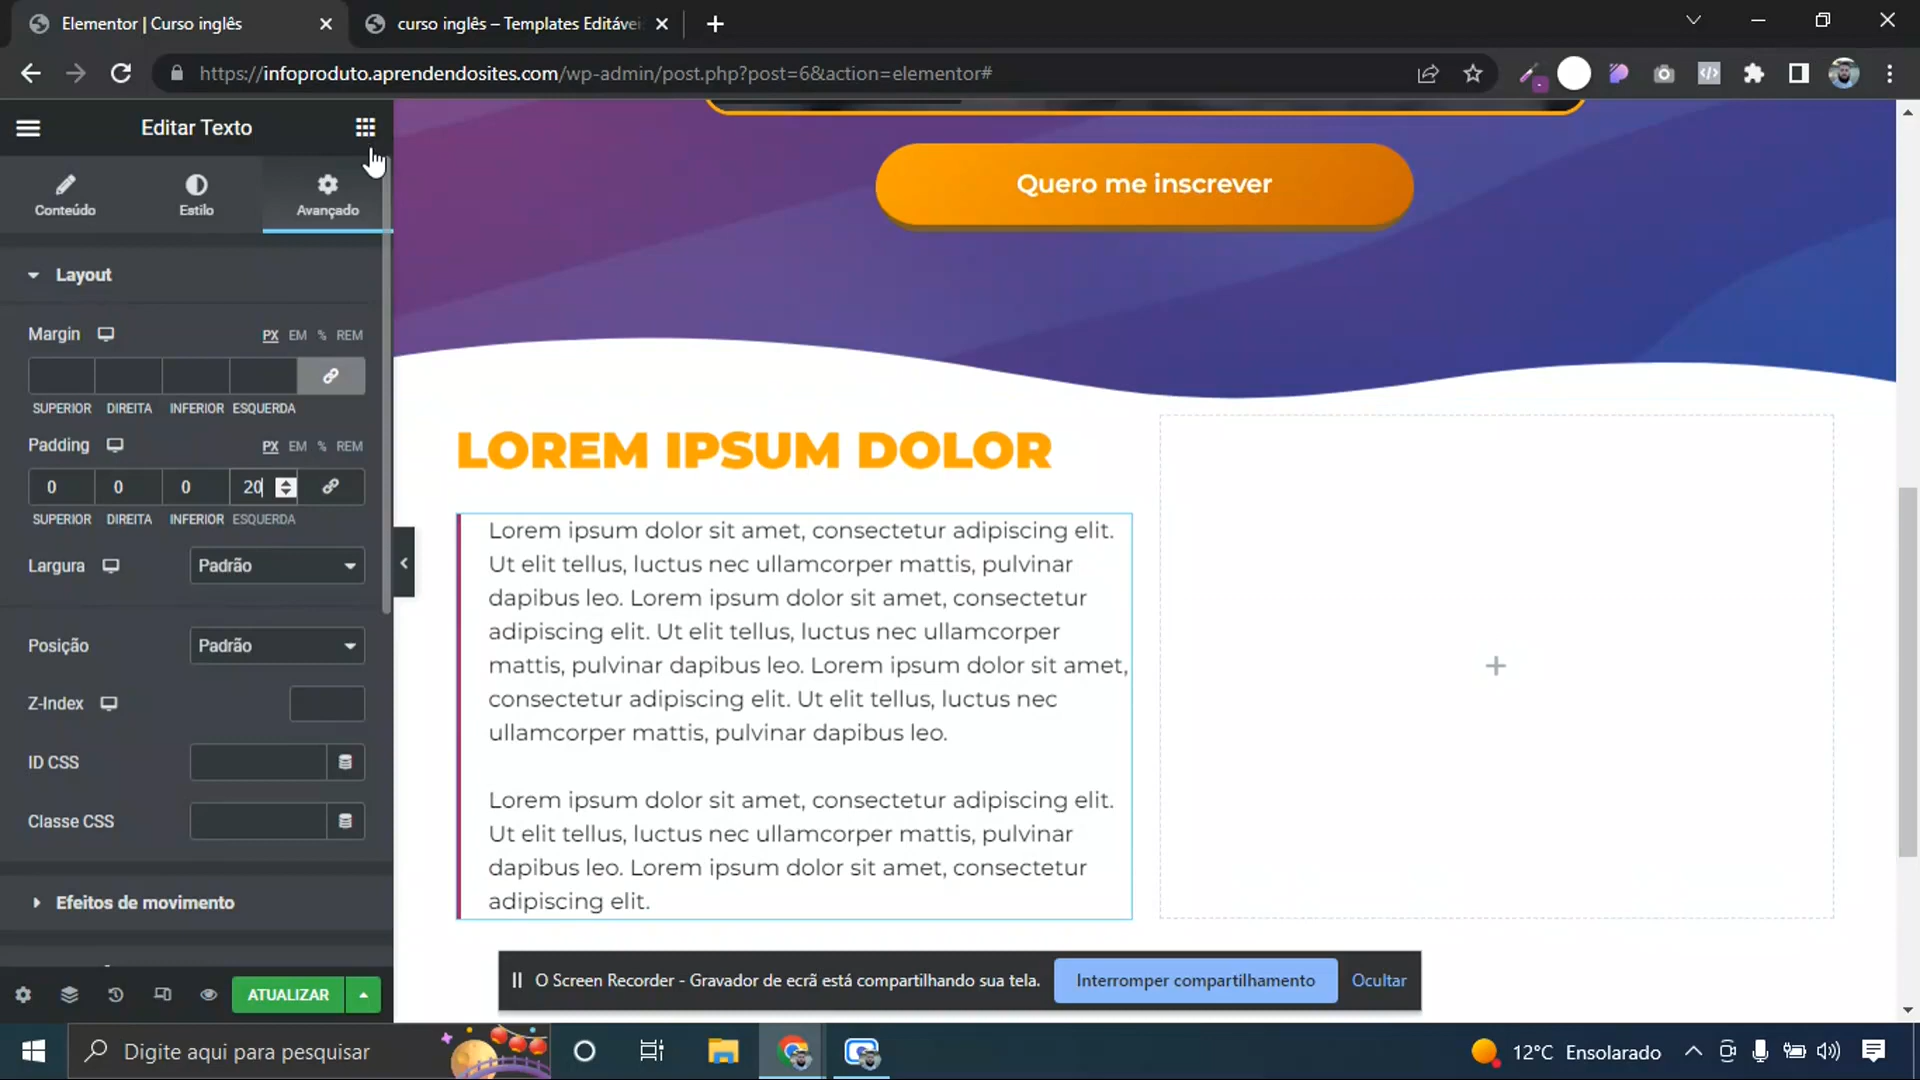 Elementor | Curso inglês
curso inglês – Templates Editávei
https://infoproduto.aprendendosites.com/wp-admin/post.php?post=6&action=elementor#
Editar Texto
Conteúdo
Estilo
Avançado
Layout
Margin
PX EM % REM
SUPERIOR DIREITA INFERIOR ESQUERDA
Padding
PX EM % REM
0 0 0 20
SUPERIOR DIREITA INFERIOR ESQUERDA
Largura
Padrão
Posição
Padrão
Z-Index
ID CSS
Classe CSS
Efeitos de movimento
ATUALIZAR
Quero me inscrever
LOREM IPSUM DOLOR
Lorem ipsum dolor sit amet, consectetur adipiscing elit.
Ut elit tellus, luctus nec ullamcorper mattis, pulvinar
dapibus leo. Lorem ipsum dolor sit amet, consectetur
adipiscing elit. Ut elit tellus, luctus nec ullamcorper
mattis, pulvinar dapibus leo. Lorem ipsum dolor sit amet,
consectetur adipiscing elit. Ut elit tellus, luctus nec
ullamcorper mattis, pulvinar dapibus leo.
Lorem ipsum dolor sit amet, consectetur adipiscing elit.
Ut elit tellus, luctus nec ullamcorper mattis, pulvinar
dapibus leo. Lorem ipsum dolor sit amet, consectetur
adipiscing elit.
O Screen Recorder - Gravador de ecrã está compartilhando sua tela.
Interromper compartilhamento
Ocultar
Digite aqui para pesquisar
12°C Ensolarado